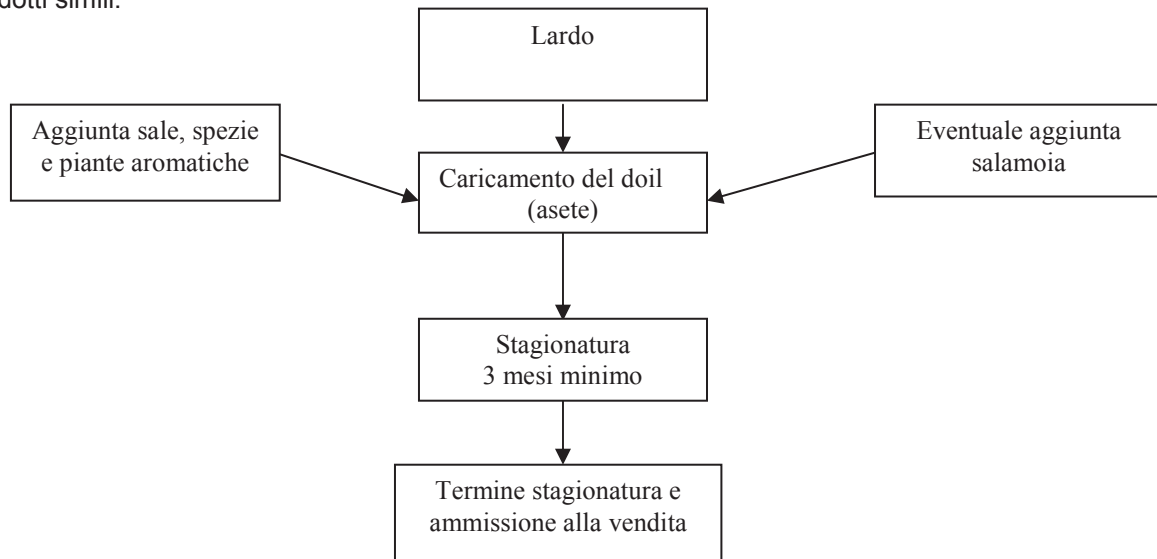 simili.
Lardo
Aggiunta sale, spezie
e piante aromatiche
Eventuale aggiunta
salamoia
Caricamento del doil
(asete)
Stagionatura
3 mesi minimo
Termine stagionatura e
ammissione alla vendita